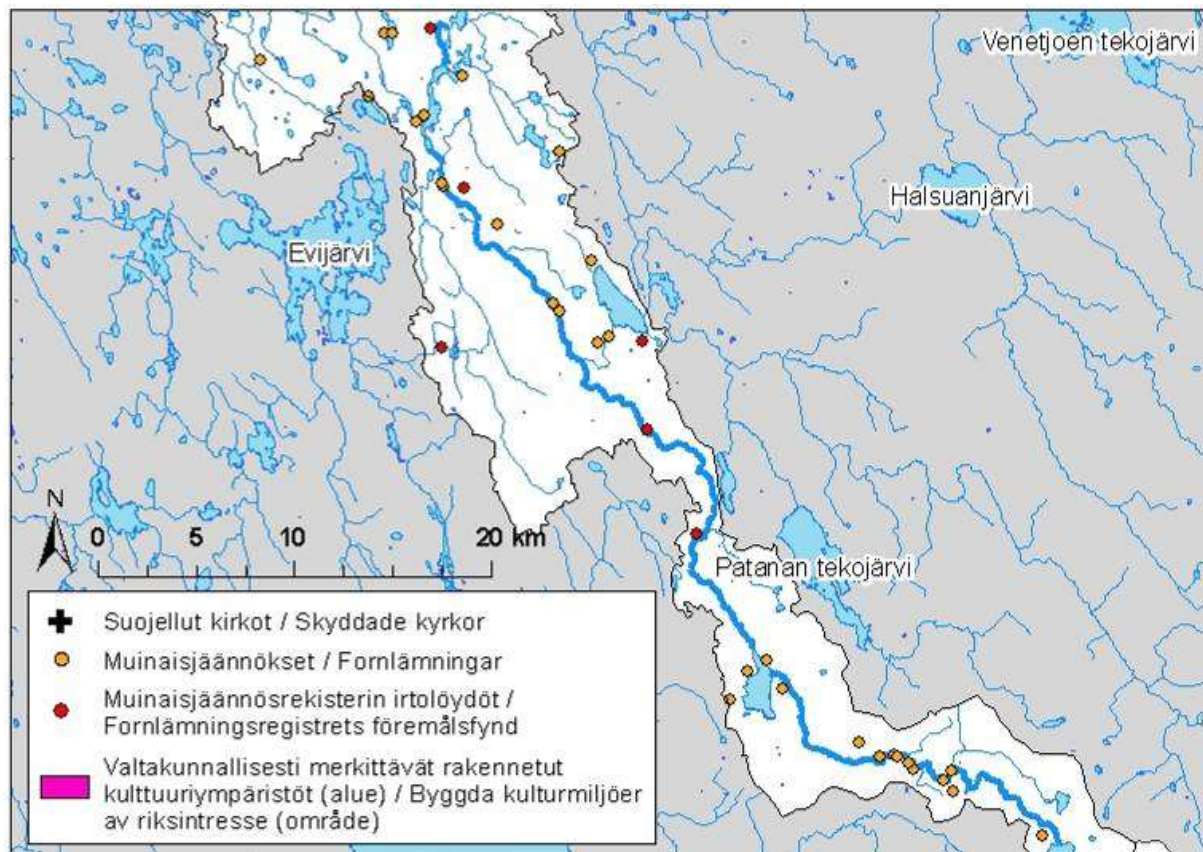 Venetjoen tekojärvi
Halsuanjärvi
Evijärvi
N
0 5 10 20 km
Patanan tekojärvi
Suojellut kirkot / Skyddade kyrkor
Muinaisjäännökset / Fornlämningar
Muinaisjäännösrekisterin irtolöydöt /
Fornlämningsregistrets föremålsfynd
Valtakunnallisesti merkittävät rakennetut
kulttuuriympäristöt (alue) / Byggda kulturmiljöer
av riksintresse (område)